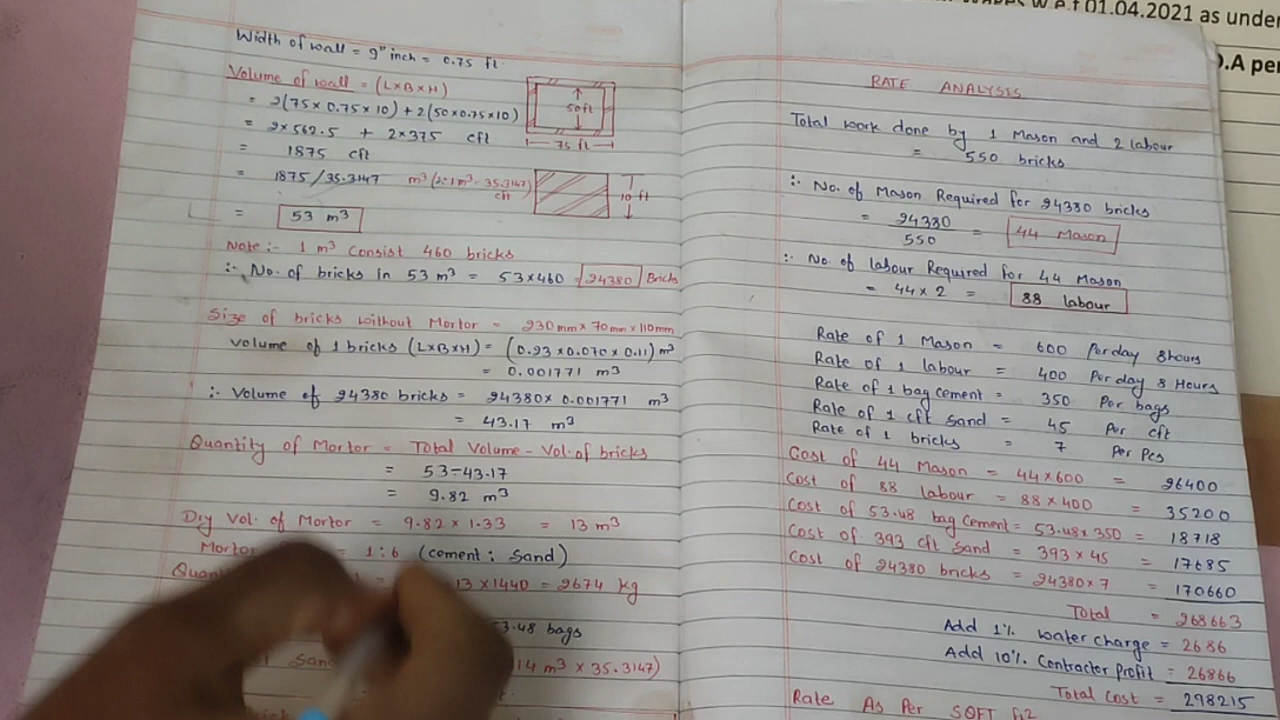 w.e.f 01.04.2021 as under
D.A per
Width of wall = 9" inch = 0.75 ft.
Volume of wall = (L×B×H)
= 2(75×0.75×10) + 2(50×0.75×10)
= 2×562.5 + 2×375 cft
= 1875 cft
= 1875/35.3147 m³ (∵ 1m³ = 35.3147) cft
= 53 m³
50ft
75 ft
10 ft
Note:- 1 m³ Consist 460 bricks
∴ No. of bricks in 53 m³ = 53×460 = 24380 Bricks
Size of bricks without Mortor = 230mm × 70mm × 110mm
Volume of 1 bricks (L×B×H) = (0.23×0.070×0.11) m³
= 0.001771 m³
∴ Volume of 24380 bricks = 24380 × 0.001771 m³
= 43.17 m³
Quantity of Mortor = Total Volume - Vol. of bricks
= 53-43.17
= 9.82 m³
Dry Vol. of Mortor = 9.82 × 1.33 = 13 m³
Mortor = 1:6 (cement : Sand)
13 × 1440 = 2674 kg
53.48 bags
Sand 14 m³ × 35.3147)
RATE ANALYSIS
Total work done by 1 Mason and 2 labour
= 550 bricks
∴ No. of Mason Required for 24380 bricks
= 24380/550 = 44 Mason
∴ No. of labour Required for 44 Mason
= 44 × 2 = 88 labour
Rate of 1 Mason = 600 Per day 8hours
Rate of 1 labour = 400 Per day 8 Hours
Rate of 1 bag cement = 350 Per bags
Rate of 1 cft sand = 45 Per cft
Rate of 1 bricks = 7 Per Pcs
Cost of 44 Mason = 44×600 = 26400
Cost of 88 labour = 88 × 400 = 35200
Cost of 53.48 bag cement = 53.48 × 350 = 18718
Cost of 393 cft sand = 393 × 45 = 17685
Cost of 24380 bricks = 24380×7 = 170660
Total = 268663
Add 1% water charge = 2686
Add 10% Contracter profit = 26866
Total Cost = 298215
Rate As Per SQFT